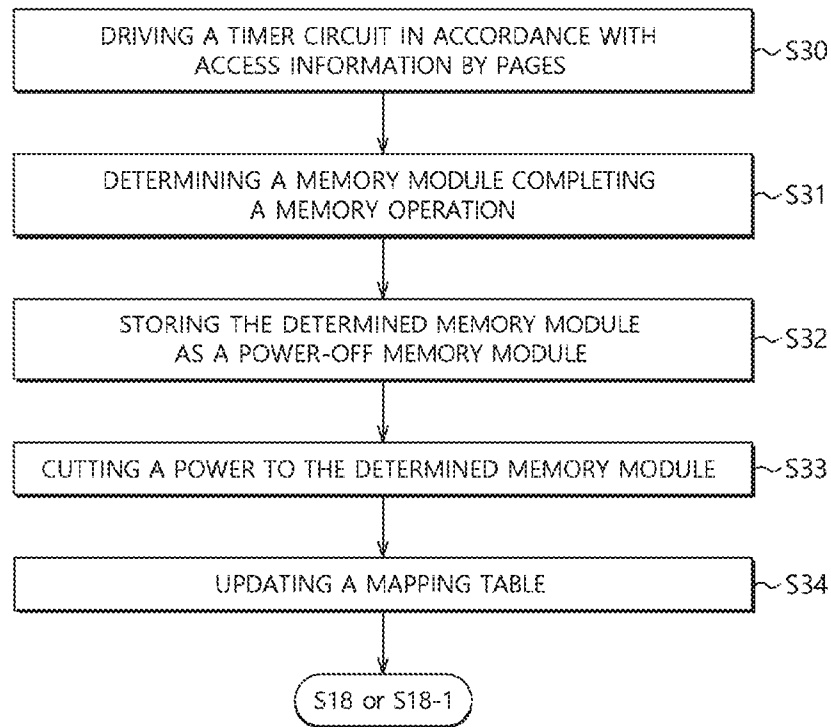 DRIVING A TIMER CIRCUIT IN ACCORDANCE WITH
ACCESS INFORMATION BY PAGES
S30
DETERMINING A MEMORY MODULE COMPLETING
A MEMORY OPERATION
S31
STORING THE DETERMINED MEMORY MODULE
AS A POWER-OFF MEMORY MODULE
S32
CUTTING A POWER TO THE DETERMINED MEMORY MODULE
S33
UPDATING A MAPPING TABLE
S34
S18 or S18-1